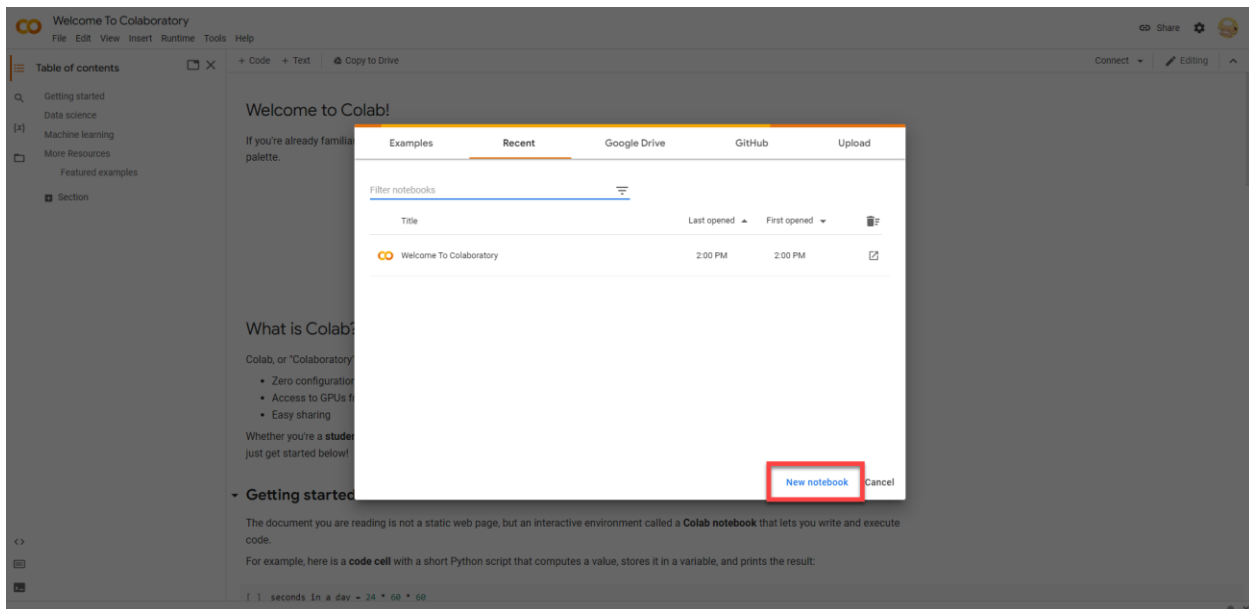 Welcome To Colaboratory
File Edit View Insert Runtime Tools Help
Share
Table of contents
+ Code + Text Copy to Drive
Connect Editing
Getting started
Data science
Machine learning
More Resources
Featured examples
Section
Welcome to Colab!
If you're already familia
palette.
Examples Recent Google Drive GitHub Upload
Filter notebooks
Title Last opened First opened
Welcome To Colaboratory 2:00 PM 2:00 PM
New notebook Cancel
What is Colab?
Colab, or "Colaboratory"
• Zero configuration
• Access to GPUs f
• Easy sharing
Whether you're a studen
just get started below!
Getting started
The document you are reading is not a static web page, but an interactive environment called a Colab notebook that lets you write and execute
code.
For example, here is a code cell with a short Python script that computes a value, stores it in a variable, and prints the result:
[ ] seconds in a day = 24 * 60 * 60